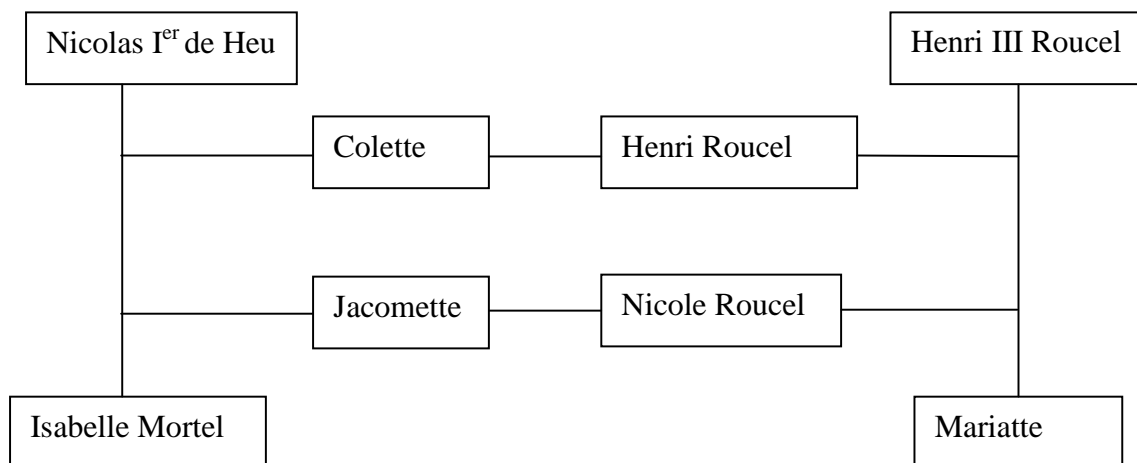 Nicolas Iᵉʳ de Heu
Henri III Roucel
Colette
Henri Roucel
Jacomette
Nicole Roucel
Isabelle Mortel
Mariatte